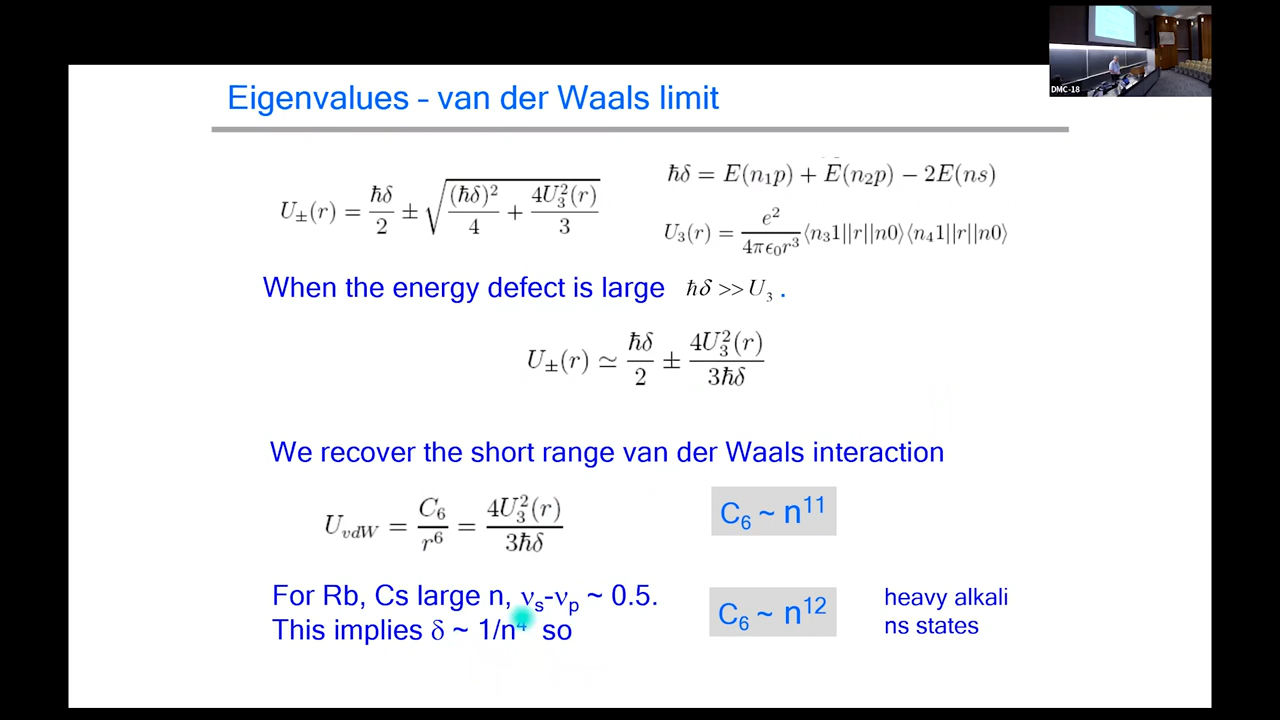 Eigenvalues – van der Waals limit
U±(r) = ħδ/2 ± √((ħδ)²/4 + 4U₃²(r)/3)
ħδ = E(n₁p) + E(n₂p) − 2E(ns)
U₃(r) = e²/(4πϵ₀r³) ⟨n₃1||r||n0⟩⟨n₄1||r||n0⟩
When the energy defect is large ħδ >> U₃ .
U±(r) ≃ ħδ/2 ± 4U₃²(r)/(3ħδ)
We recover the short range van der Waals interaction
U_vdW = C₆/r⁶ = 4U₃²(r)/(3ħδ)
C₆ ~ n¹¹
For Rb, Cs large n, νₛ-νₚ ~ 0.5.
This implies δ ~ 1/n⁴ so
C₆ ~ n¹²
heavy alkali
ns states
DMC-18